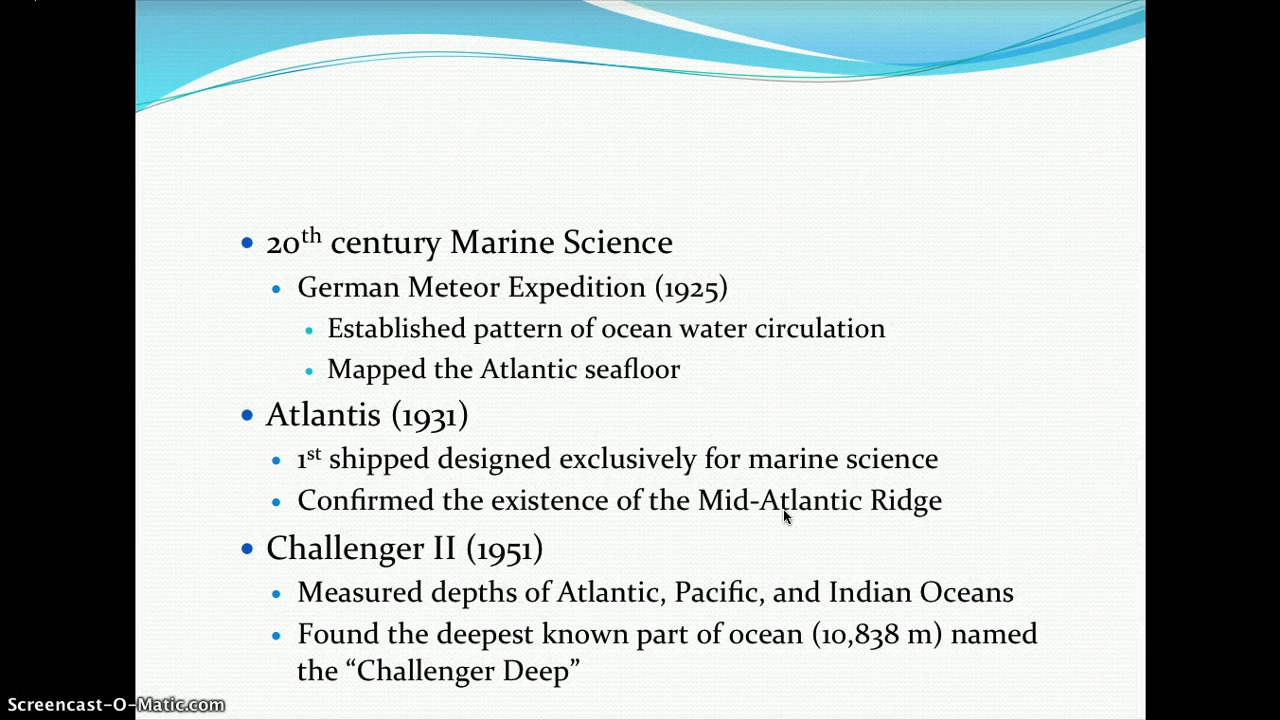 • 20th century Marine Science
• German Meteor Expedition (1925)
• Established pattern of ocean water circulation
• Mapped the Atlantic seafloor
• Atlantis (1931)
• 1st shipped designed exclusively for marine science
• Confirmed the existence of the Mid-Atlantic Ridge
• Challenger II (1951)
• Measured depths of Atlantic, Pacific, and Indian Oceans
• Found the deepest known part of ocean (10,838 m) named
the “Challenger Deep”
Screencast-O-Matic.com